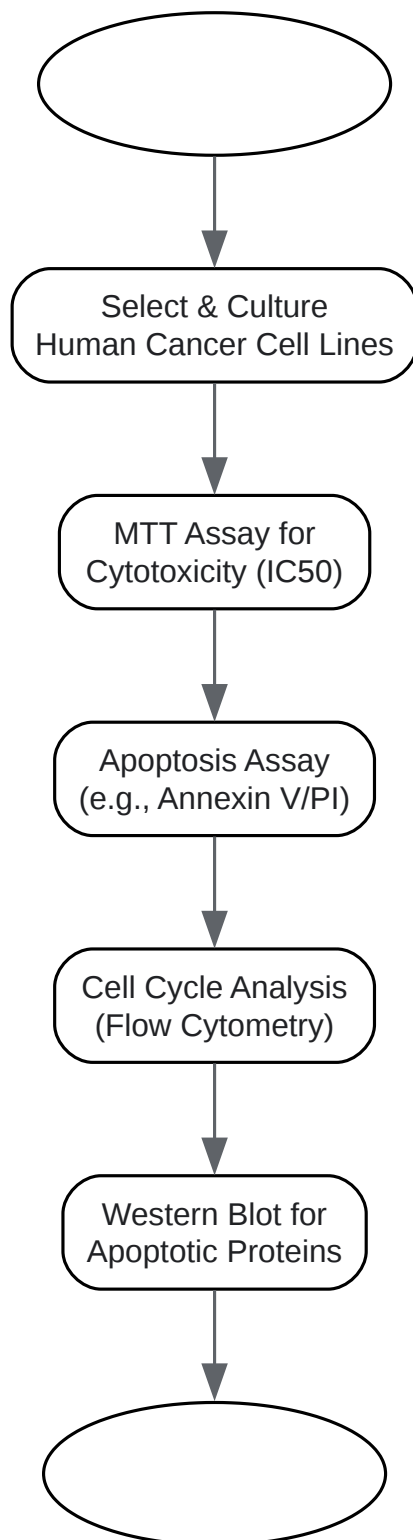 Select & Culture
Human Cancer Cell Lines
MTT Assay for
Cytotoxicity (IC50)
Apoptosis Assay
(e.g., Annexin V/PI)
Cell Cycle Analysis
(Flow Cytometry)
Western Blot for
Apoptotic Proteins